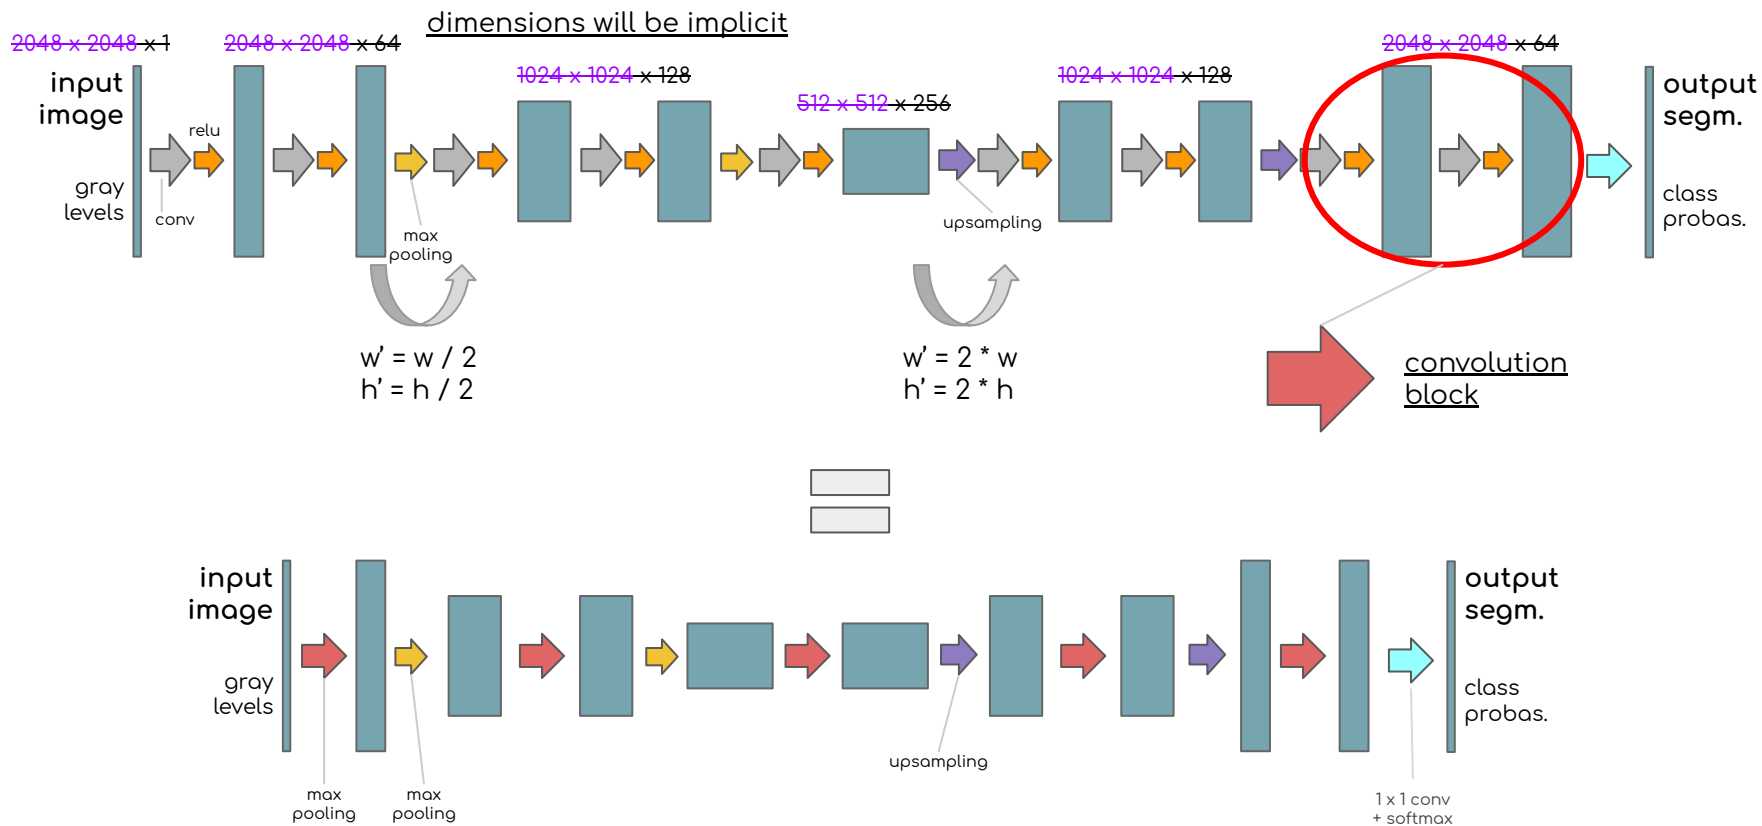 dimensions will be implicit
2048 x 2048 x 1
2048 x 2048 x 64
1024 x 1024 x 128
512 x 512 x 256
1024 x 1024 x 128
2048 x 2048 x 64
input
image
gray
levels
relu
conv
max
pooling
upsampling
output
segm.
class
probas.
w' = w / 2
h' = h / 2
w' = 2 * w
h' = 2 * h
convolution
block
input
image
gray
levels
max
pooling
max
pooling
upsampling
output
segm.
class
probas.
1 x 1 conv
+ softmax